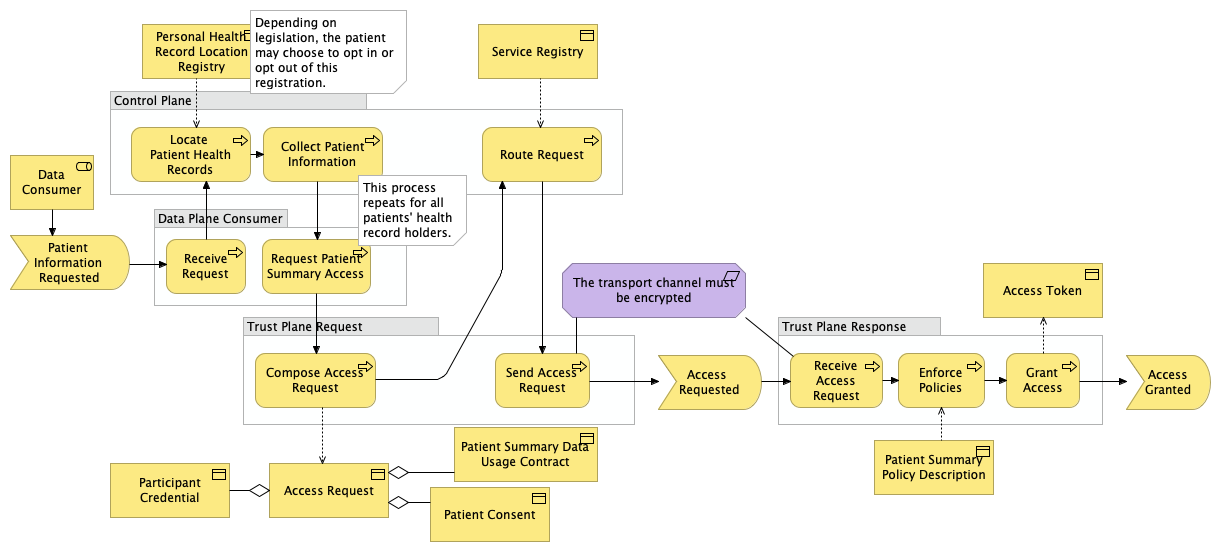 Personal Health
Record Location
Registry
Depending on
legislation, the patient
may choose to opt in or
opt out of this
registration.
Service Registry
Control Plane
Locate
Patient Health
Records
Collect Patient
Information
Route Request
Data
Consumer
This process
repeats for all
patients' health
record holders.
Data Plane Consumer
Patient
Information
Requested
Receive
Request
Request Patient
Summary Access
The transport channel must
be encrypted
Access Token
Trust Plane Request
Trust Plane Response
Compose Access
Request
Send Access
Request
Access
Requested
Receive
Access
Request
Enforce
Policies
Grant
Access
Access
Granted
Patient Summary Data
Usage Contract
Patient Summary
Policy Description
Participant
Credential
Access Request
Patient Consent